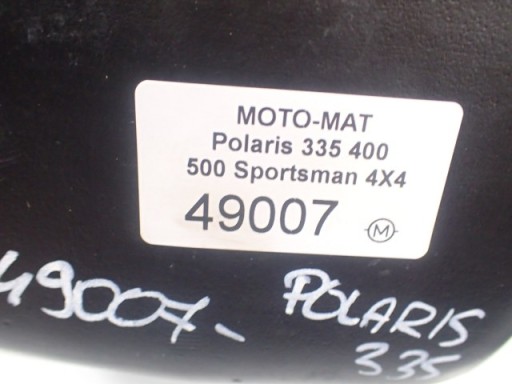 MOTO-MAT
Polaris 335 400
500 Sportsman 4X4
49007 M
49007-
POLARIS
335